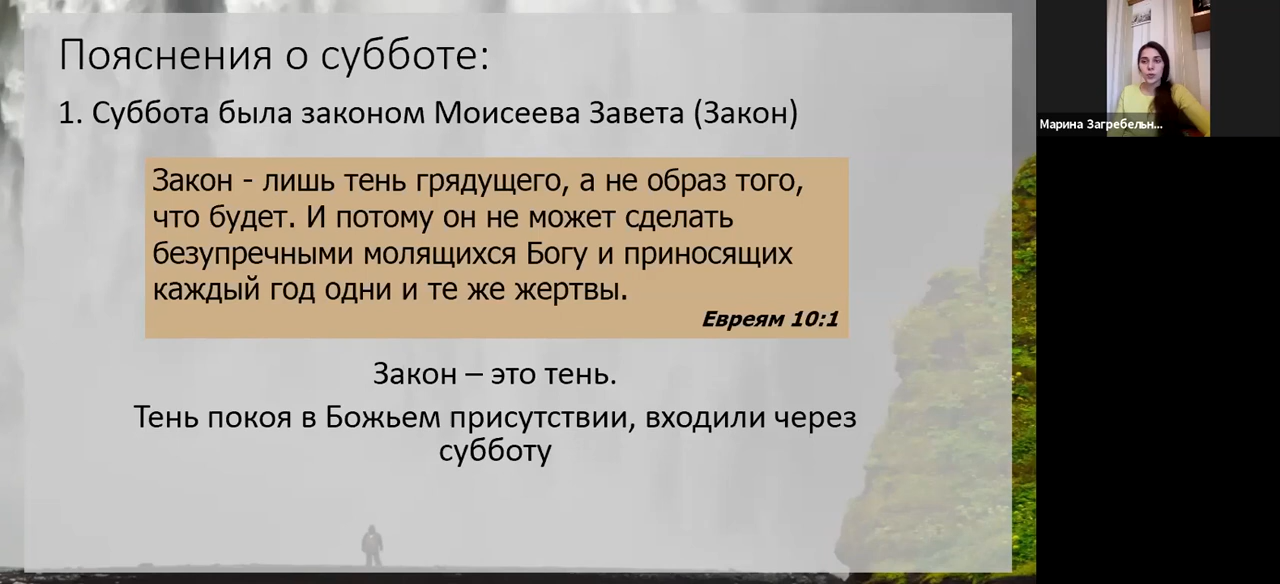 Пояснения о субботе:
1. Суббота была законом Моисеева Завета (Закон)
Закон - лишь тень грядущего, а не образ того,
что будет. И потому он не может сделать
безупречными молящихся Богу и приносящих
каждый год одни и те же жертвы.
Евреям 10:1
Закон – это тень.
Тень покоя в Божьем присутствии, входили через
субботу
Марина Загребельн...